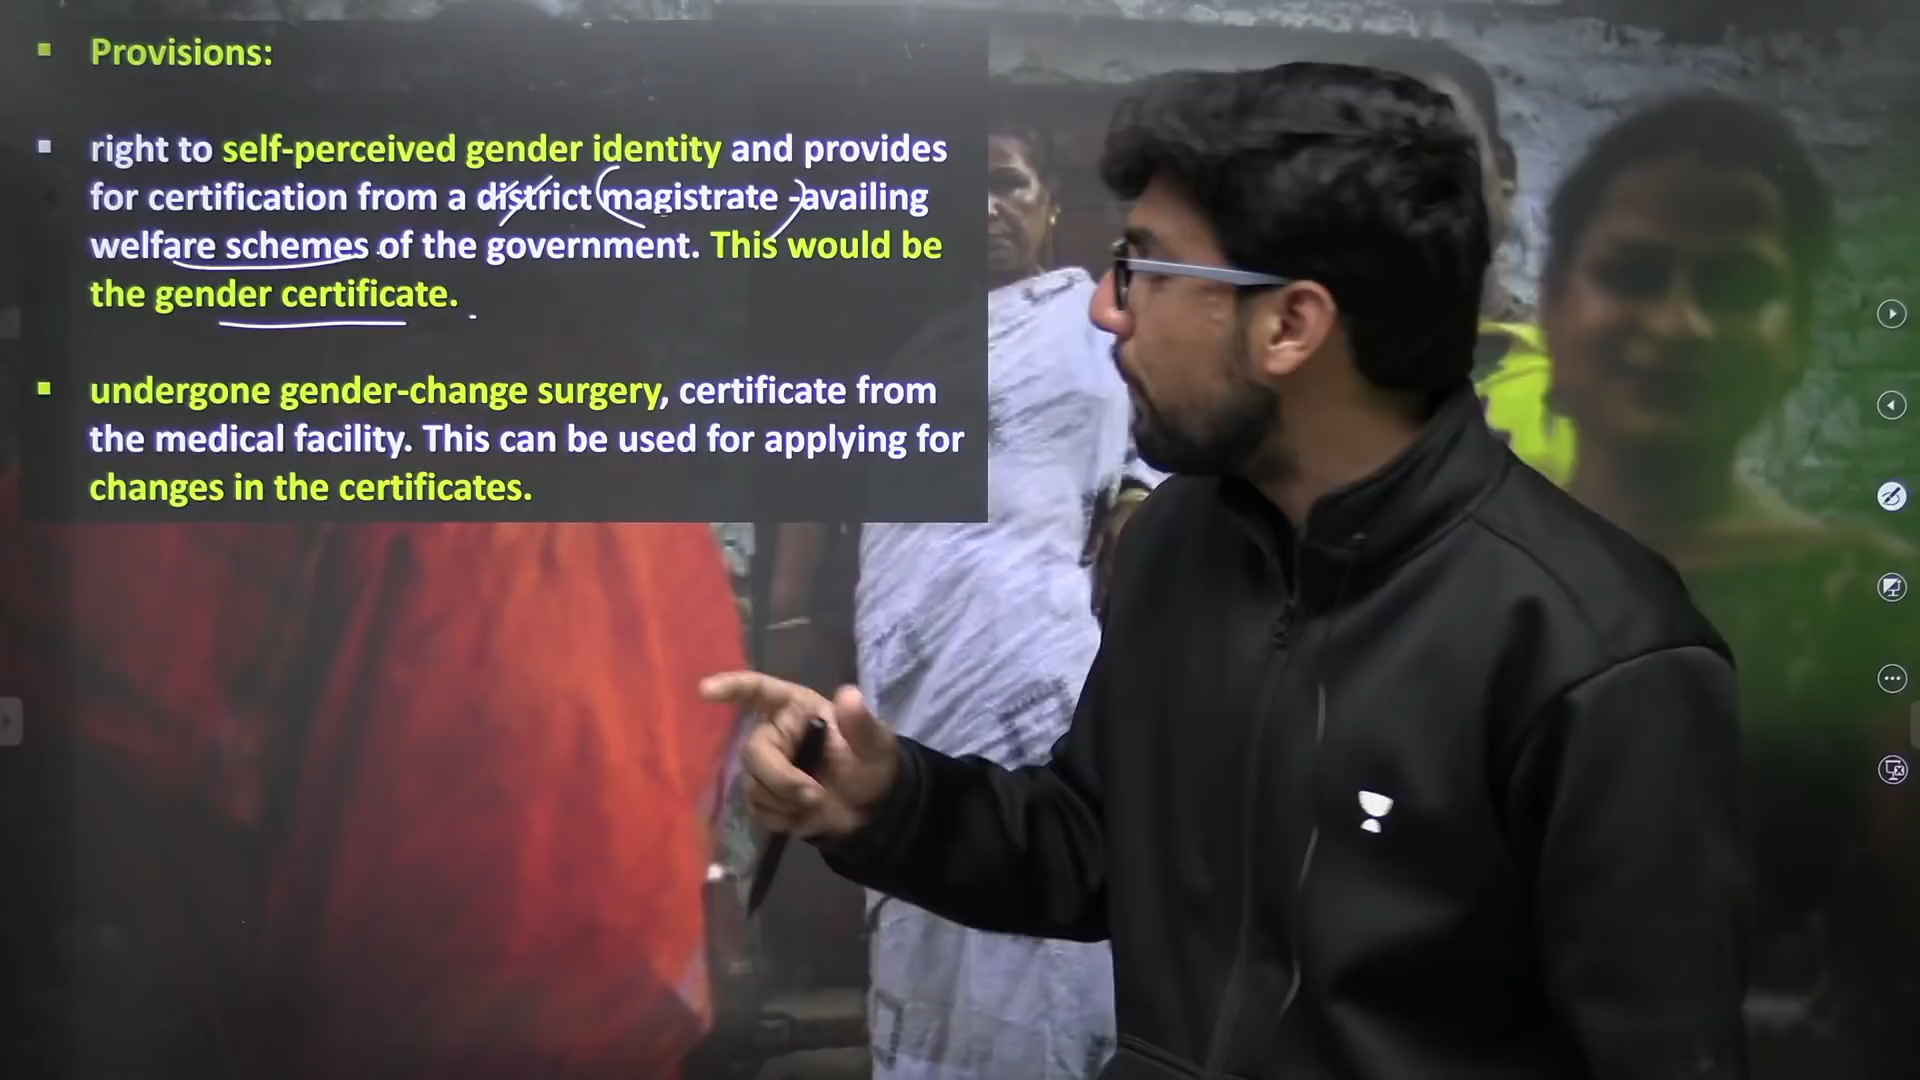 Provisions:
right to self-perceived gender identity and provides
for certification from a district magistrate -availing
welfare schemes of the government. This would be
the gender certificate.
undergone gender-change surgery, certificate from
the medical facility. This can be used for applying for
changes in the certificates.